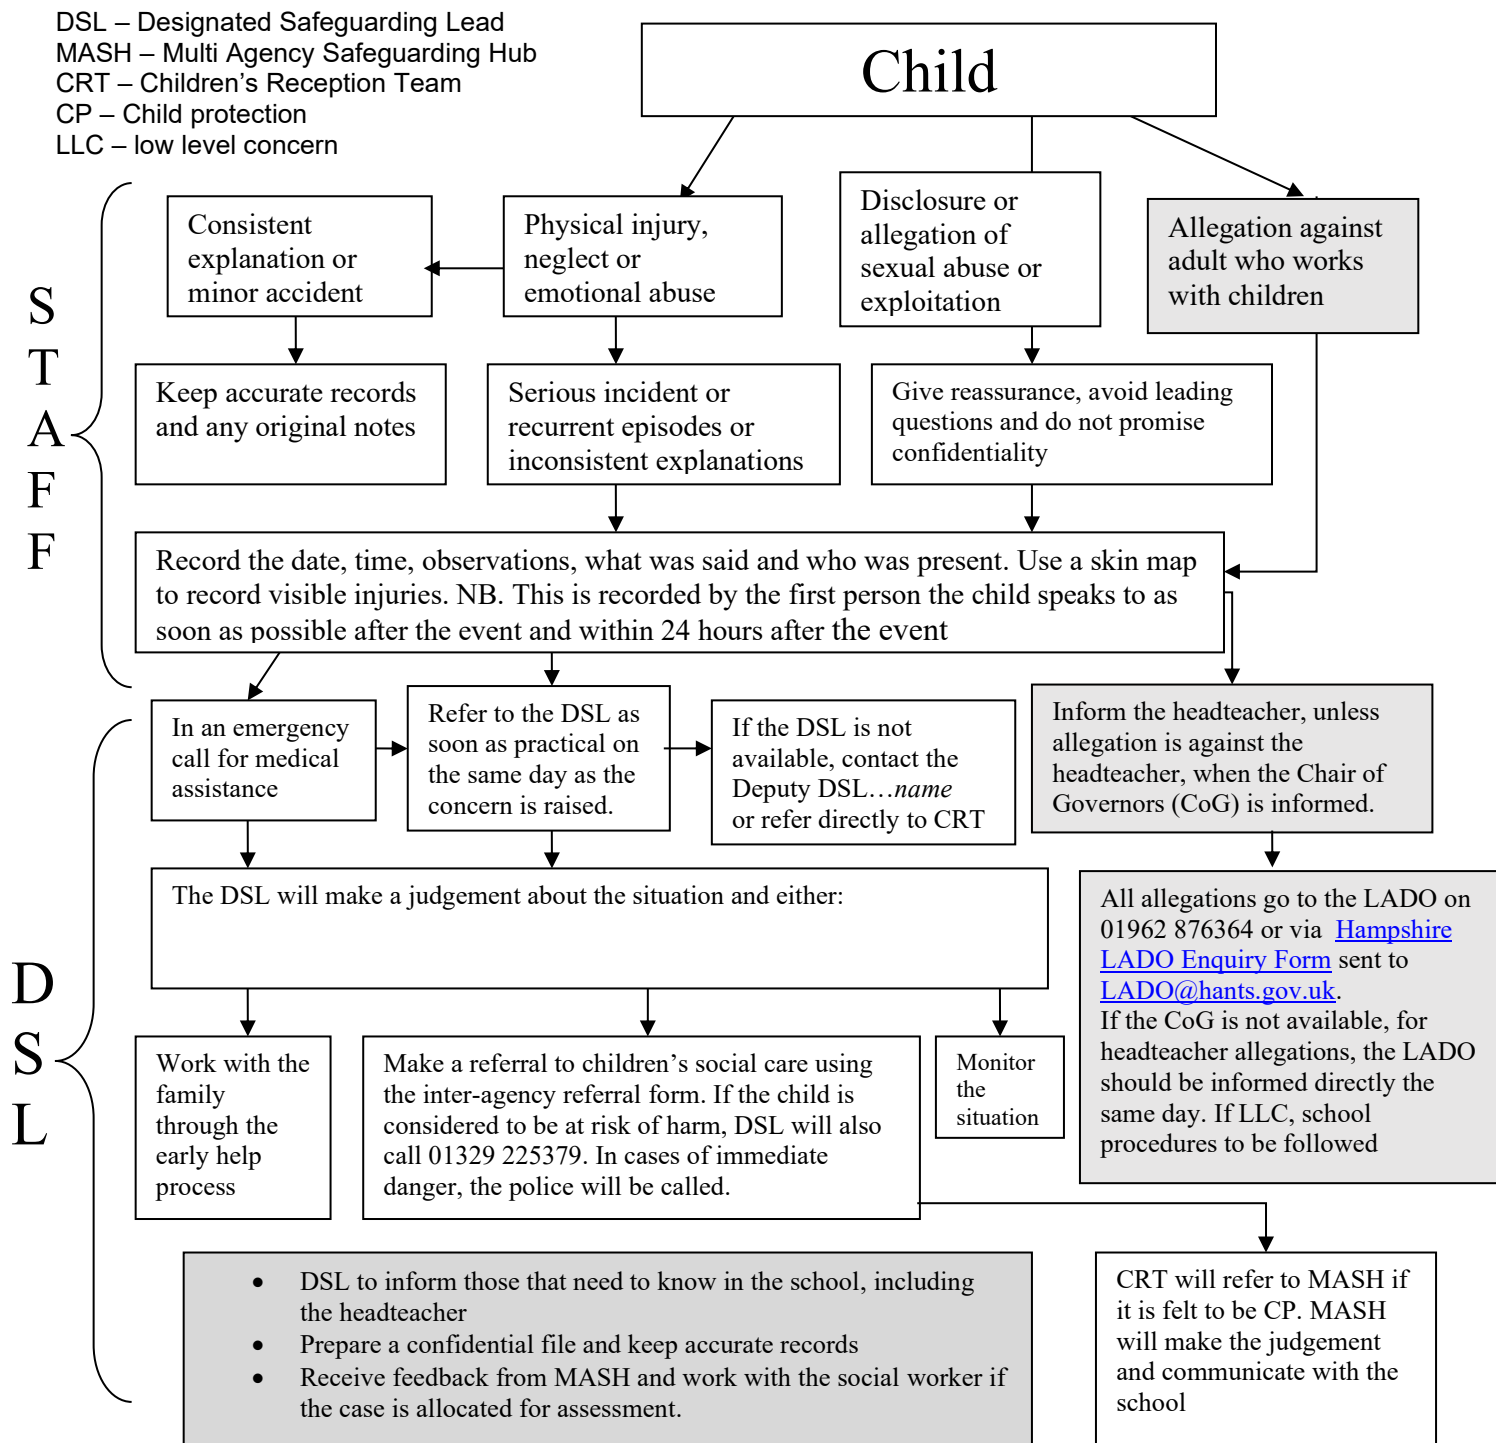 DSL – Designated Safeguarding Lead
MASH – Multi Agency Safeguarding Hub
CRT – Children’s Reception Team
CP – Child protection
LLC – low level concern
Child
S
T
A
F
F
Consistent
explanation or
minor accident
Physical injury,
neglect or
emotional abuse
Disclosure or
allegation of
sexual abuse or
exploitation
Allegation against
adult who works
with children
Keep accurate records
and any original notes
Serious incident or
recurrent episodes or
inconsistent explanations
Give reassurance, avoid leading
questions and do not promise
confidentiality
Record the date, time, observations, what was said and who was present. Use a skin map
to record visible injuries. NB. This is recorded by the first person the child speaks to as
soon as possible after the event and within 24 hours after the event
D
S
L
In an emergency
call for medical
assistance
Refer to the DSL as
soon as practical on
the same day as the
concern is raised.
If the DSL is not
available, contact the
Deputy DSL…name
or refer directly to CRT
Inform the headteacher, unless
allegation is against the
headteacher, when the Chair of
Governors (CoG) is informed.
The DSL will make a judgement about the situation and either:
All allegations go to the LADO on
01962 876364 or via Hampshire
LADO Enquiry Form sent to
LADO@hants.gov.uk.
If the CoG is not available, for
headteacher allegations, the LADO
should be informed directly the
same day. If LLC, school
procedures to be followed
Work with the
family
through the
early help
process
Make a referral to children’s social care using
the inter-agency referral form. If the child is
considered to be at risk of harm, DSL will also
call 01329 225379. In cases of immediate
danger, the police will be called.
Monitor
the
situation
• DSL to inform those that need to know in the school, including
the headteacher
• Prepare a confidential file and keep accurate records
• Receive feedback from MASH and work with the social worker if
the case is allocated for assessment.
CRT will refer to MASH if
it is felt to be CP. MASH
will make the judgement
and communicate with the
school